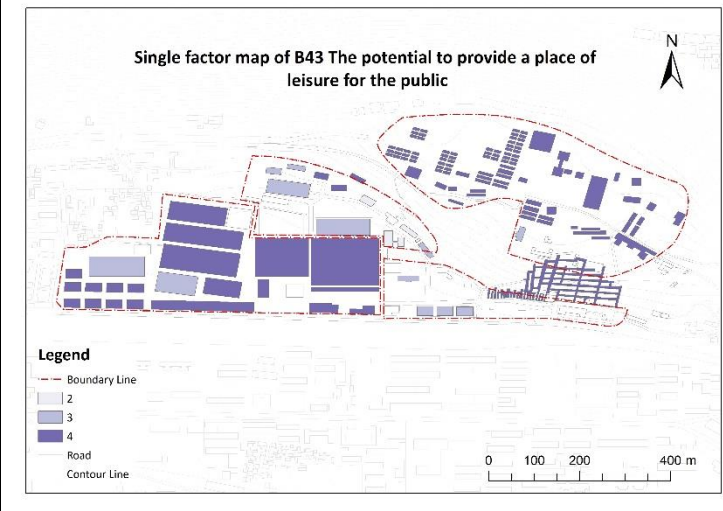 Single factor map of B43 The potential to provide a place of
leisure for the public
N
Legend
Boundary Line
2
3
4
Road
Contour Line
0 100 200 400 m